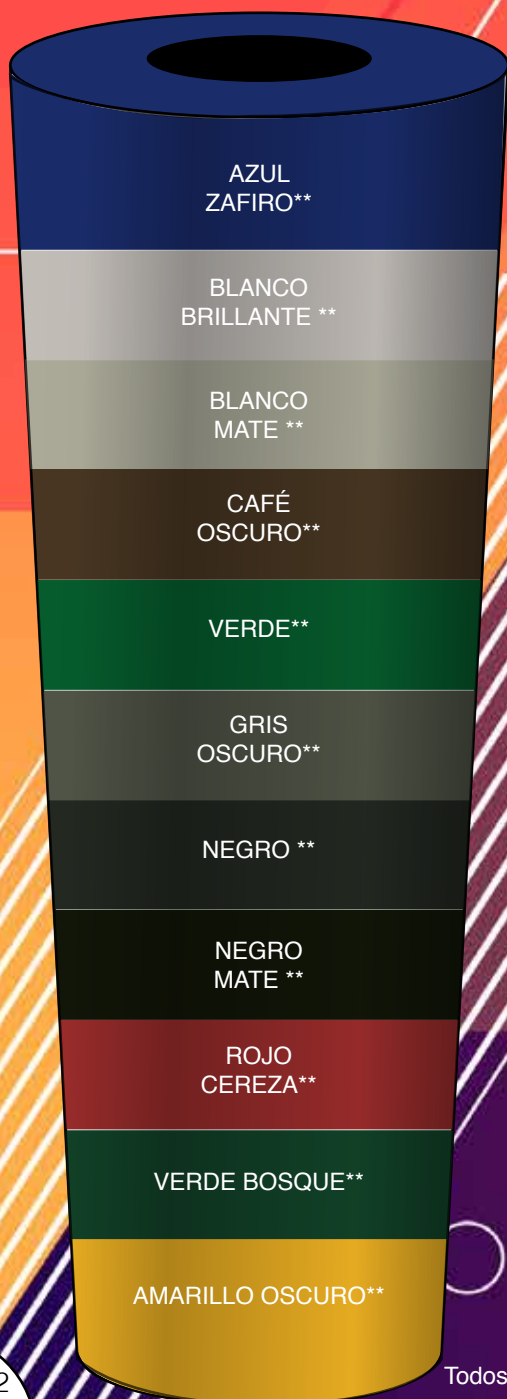 AZUL
ZAFIRO**
BLANCO
BRILLANTE **
BLANCO
MATE **
CAFÉ
OSCURO**
VERDE**
GRIS
OSCURO**
NEGRO **
NEGRO
MATE **
ROJO
CEREZA**
VERDE BOSQUE**
AMARILLO OSCURO**
Todos
2